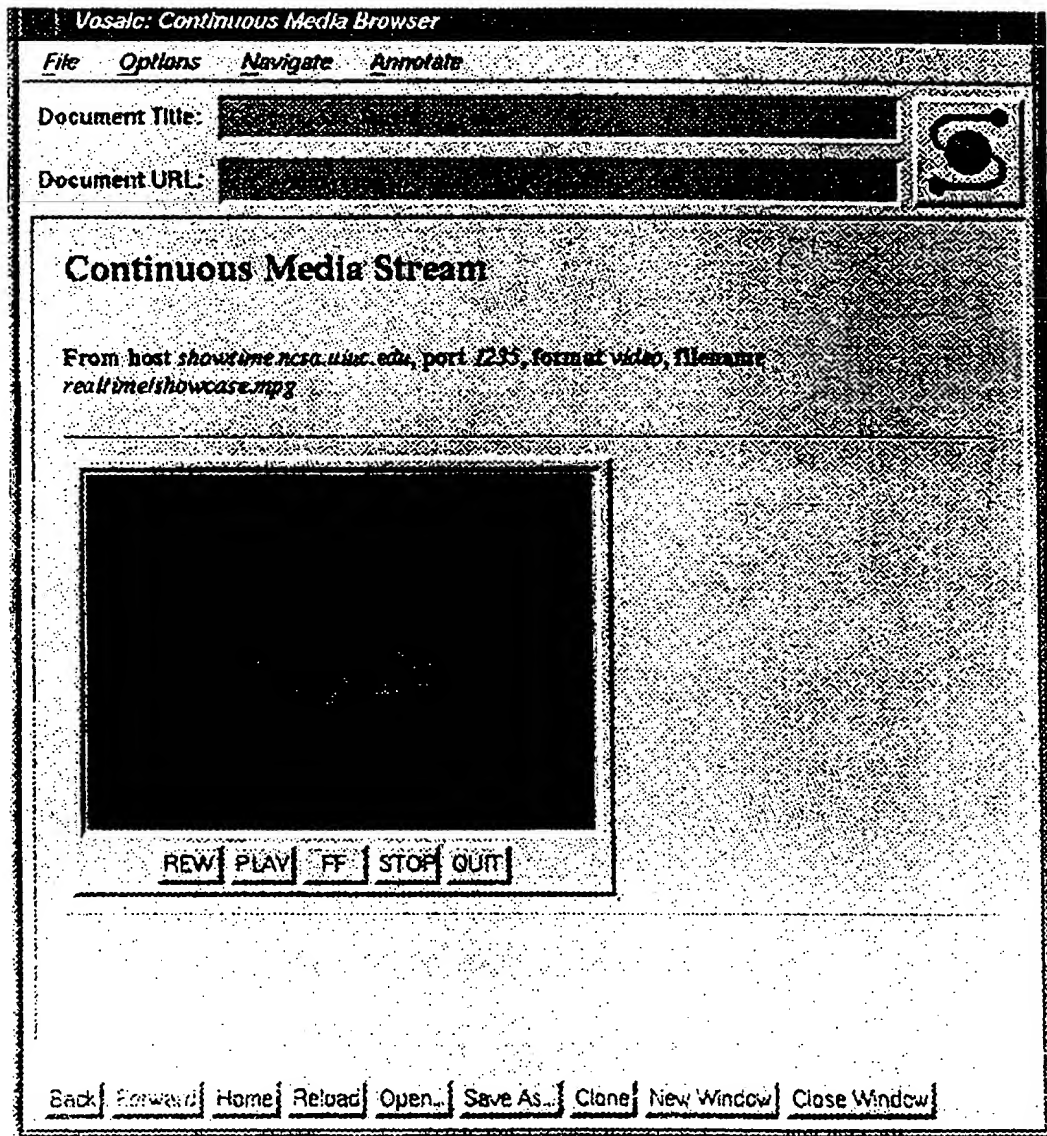 Vosaic: Continuous Media Browser
File Options Navigate Annotate
Document Title:
Document URL:
Continuous Media Stream
From host showtime.ncsa.uiuc.edu, port 1235, format video, filename
realtime/showcase.mpg
REW PLAY FF STOP QUIT
Back Forward Home Reload Open... Save As... Clone New Window Close Window